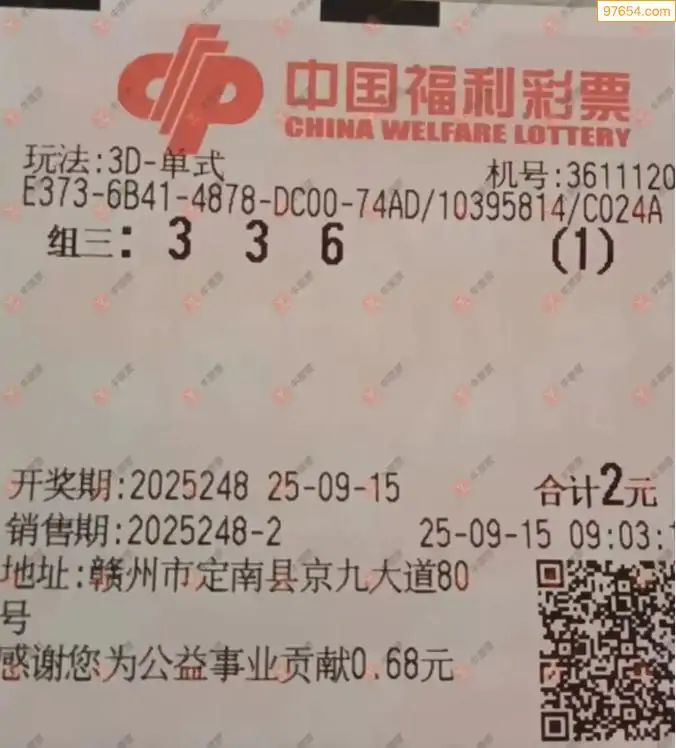 97654.com
中国福利彩票
CHINA WELFARE LOTTERY
玩法:3D-单式
机号:3611120
E373-6B41-4878-DC00-74AD/10395814/C024A
组三: 3 3 6 (1)
开奖期:2025248 25-09-15 合计2元
销售期:2025248-2 25-09-15 09:03:1
地址:赣州市定南县京九大道80
号
感谢您为公益事业贡献0.68元